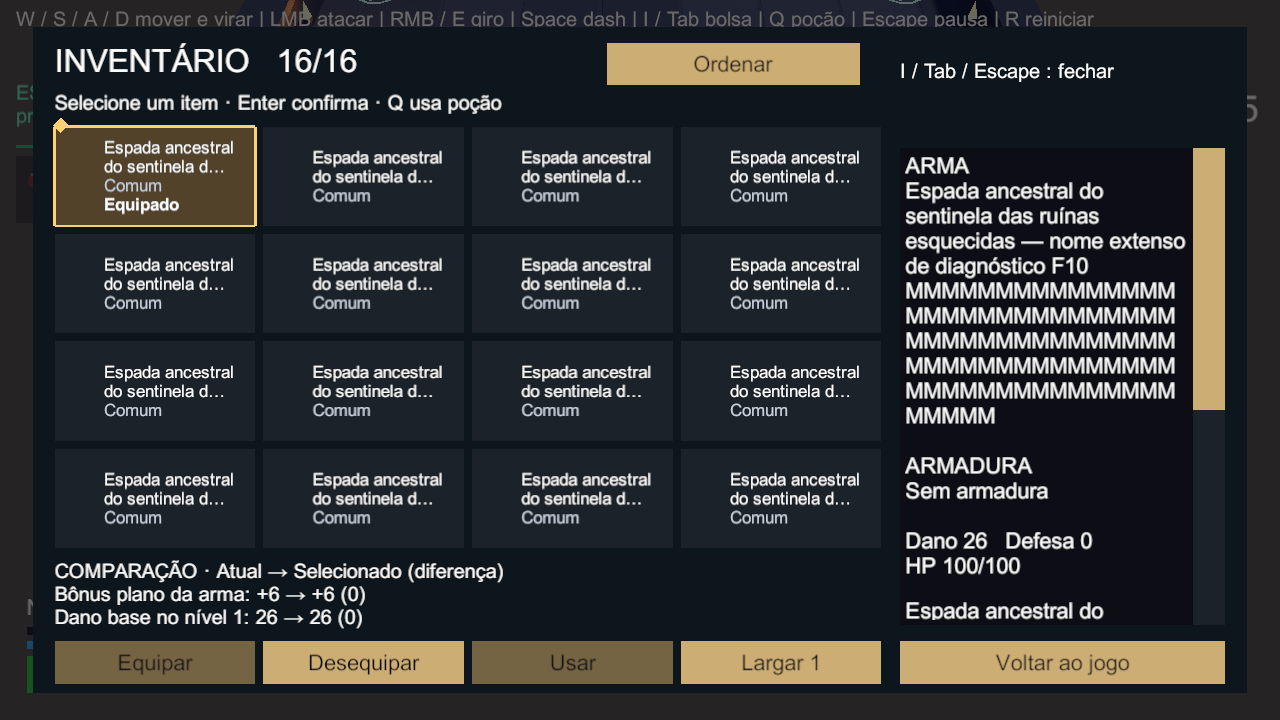 W / S / A / D mover e virar | LMB atacar | RMB / E giro | Space dash | I / Tab bolsa | Q poção | Escape pausa | R reiniciar
INVENTÁRIO 16/16
Ordenar
I / Tab / Escape : fechar
Selecione um item · Enter confirma · Q usa poção
Espada ancestral
do sentinela d…
Comum
Equipado
Espada ancestral
do sentinela d…
Comum
Espada ancestral
do sentinela d…
Comum
Espada ancestral
do sentinela d…
Comum
Espada ancestral
do sentinela d…
Comum
Espada ancestral
do sentinela d…
Comum
Espada ancestral
do sentinela d…
Comum
Espada ancestral
do sentinela d…
Comum
Espada ancestral
do sentinela d…
Comum
Espada ancestral
do sentinela d…
Comum
Espada ancestral
do sentinela d…
Comum
Espada ancestral
do sentinela d…
Comum
Espada ancestral
do sentinela d…
Comum
Espada ancestral
do sentinela d…
Comum
Espada ancestral
do sentinela d…
Comum
Espada ancestral
do sentinela d…
Comum
ARMA
Espada ancestral do
sentinela das ruínas
esquecidas — nome extenso
de diagnóstico F10
MMMMMMMMMMMMMMM
MMMMMMMMMMMMMMM
MMMMMMMMMMMMMMM
MMMMMMMMMMMMMMM
MMMMMMMMMMMMMMM
MMMMM
ARMADURA
Sem armadura
Dano 26 Defesa 0
HP 100/100
Espada ancestral do
COMPARAÇÃO · Atual → Selecionado (diferença)
Bônus plano da arma: +6 → +6 (0)
Dano base no nível 1: 26 → 26 (0)
Equipar
Desequipar
Usar
Largar 1
Voltar ao jogo